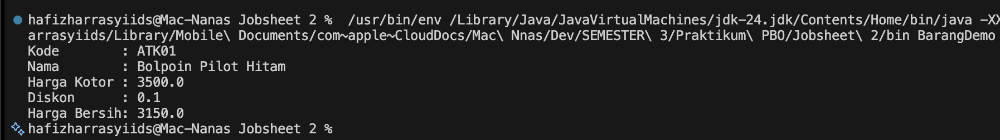 hafizharrasyiids@Mac-Nanas Jobsheet 2 %  /usr/bin/env /Library/Java/JavaVirtualMachines/jdk-24.jdk/Contents/Home/bin/java -XX
arrasyiids/Library/Mobile\ Documents/com~apple~CloudDocs/Mac\ Nnas/Dev/SEMESTER\ 3/Praktikum\ PBO/Jobsheet\ 2/bin BarangDemo
Kode        : ATK01
Nama        : Bolpoin Pilot Hitam
Harga Kotor : 3500.0
Diskon      : 0.1
Harga Bersih: 3150.0
hafizharrasyiids@Mac-Nanas Jobsheet 2 %